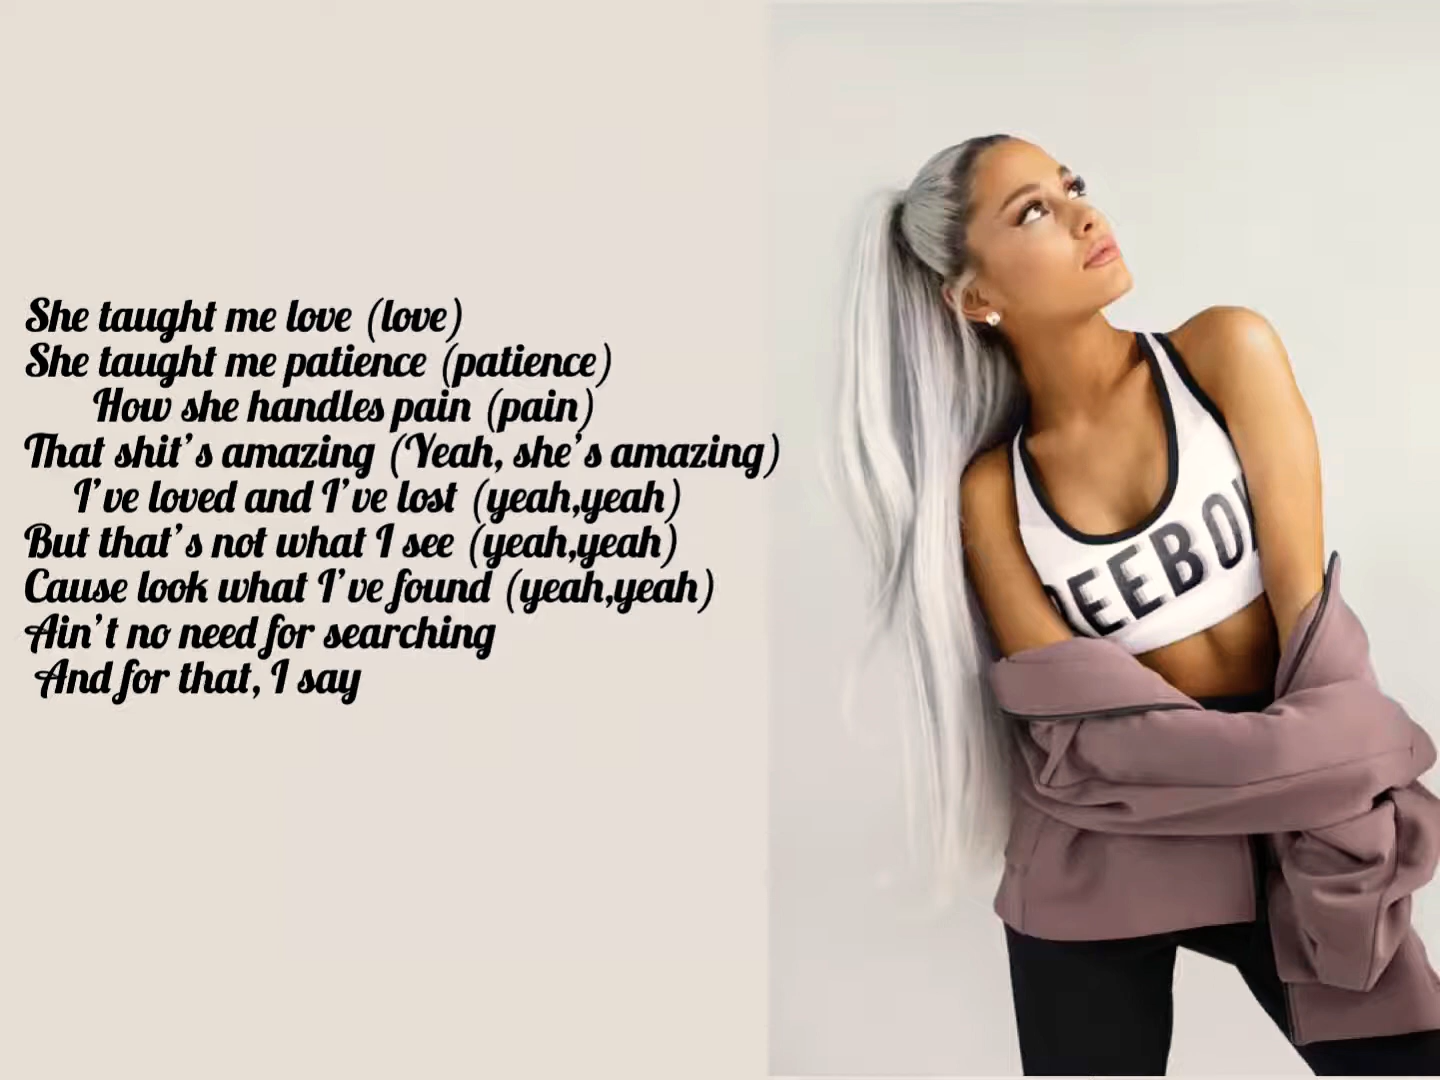 She taught me love (love)
She taught me patience (patience)
How she handles pain (pain)
That shit's amazing (Yeah, she's amazing)
I've loved and I've lost (yeah,yeah)
But that's not what I see (yeah,yeah)
Cause look what I've found (yeah,yeah)
Ain't no need for searching
And for that, I say
REEBOK